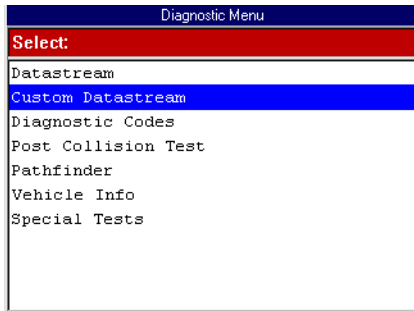 Diagnostic Menu
Select:
Datastream
Custom Datastream
Diagnostic Codes
Post Collision Test
Pathfinder
Vehicle Info
Special Tests